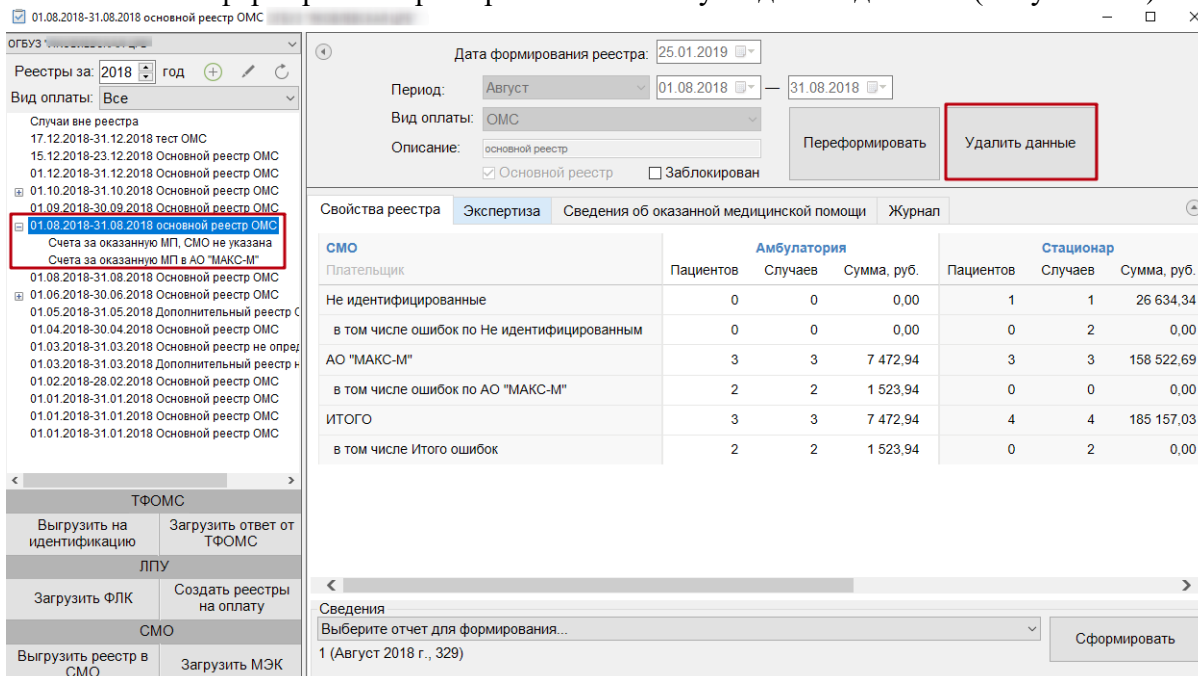 01.08.2018-31.08.2018 основной реестр ОМС
ОГБУЗ
Реестры за: 2018 год
Вид оплаты: Все
Случаи вне реестра
17.12.2018-31.12.2018 тест ОМС
15.12.2018-23.12.2018 Основной реестр ОМС
01.12.2018-31.12.2018 Основной реестр ОМС
01.10.2018-31.10.2018 Основной реестр ОМС
01.09.2018-30.09.2018 Основной реестр ОМС
01.08.2018-31.08.2018 основной реестр ОМС
Счета за оказанную МП, СМО не указана
Счета за оказанную МП в АО "МАКС-М"
01.08.2018-31.08.2018 Основной реестр ОМС
01.06.2018-30.06.2018 Основной реестр ОМС
01.05.2018-31.05.2018 Дополнительный реестр
01.04.2018-30.04.2018 Основной реестр ОМС
01.03.2018-31.03.2018 Основной реестр не опред
01.03.2018-31.03.2018 Дополнительный реестр н
01.02.2018-28.02.2018 Основной реестр ОМС
01.01.2018-31.01.2018 Основной реестр ОМС
01.01.2018-31.01.2018 Основной реестр ОМС
01.01.2018-31.01.2018 Основной реестр ОМС
ТФОМС
Выгрузить на идентификацию
Загрузить ответ от ТФОМС
ЛПУ
Загрузить ФЛК
Создать реестры на оплату
СМО
Выгрузить реестр в СМО
Загрузить МЭК
Дата формирования реестра: 25.01.2019
Период: Август 01.08.2018 — 31.08.2018
Вид оплаты: ОМС
Описание: основной реестр
Основной реестр Заблокирован
Переформировать
Удалить данные
Свойства реестра Экспертиза Сведения об оказанной медицинской помощи Журнал
СМО Амбулатория Стационар
Плательщик Пациентов Случаев Сумма, руб. Пациентов Случаев Сумма, руб.
Не идентифицированные 0 0 0,00 1 1 26 634,34
в том числе ошибок по Не идентифицированным 0 0 0,00 0 2 0,00
АО "МАКС-М" 3 3 7 472,94 3 3 158 522,69
в том числе ошибок по АО "МАКС-М" 2 2 1 523,94 0 0 0,00
ИТОГО 3 3 7 472,94 4 4 185 157,03
в том числе Итого ошибок 2 2 1 523,94 0 2 0,00
Сведения
Выберите отчет для формирования...
1 (Август 2018 г., 329)
Сформировать